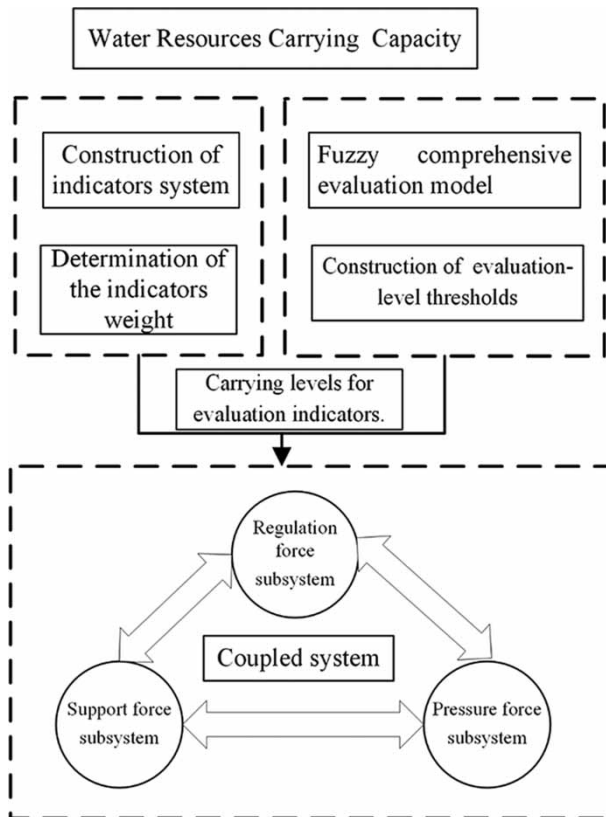 Water Resources Carrying Capacity
Construction of
indicators system
Fuzzy comprehensive
evaluation model
Determination of
the indicators
weight
Construction of evaluation-
level thresholds
Carrying levels for
evaluation indicators.
Regulation
force
subsystem
Coupled system
Support force
subsystem
Pressure force
subsystem